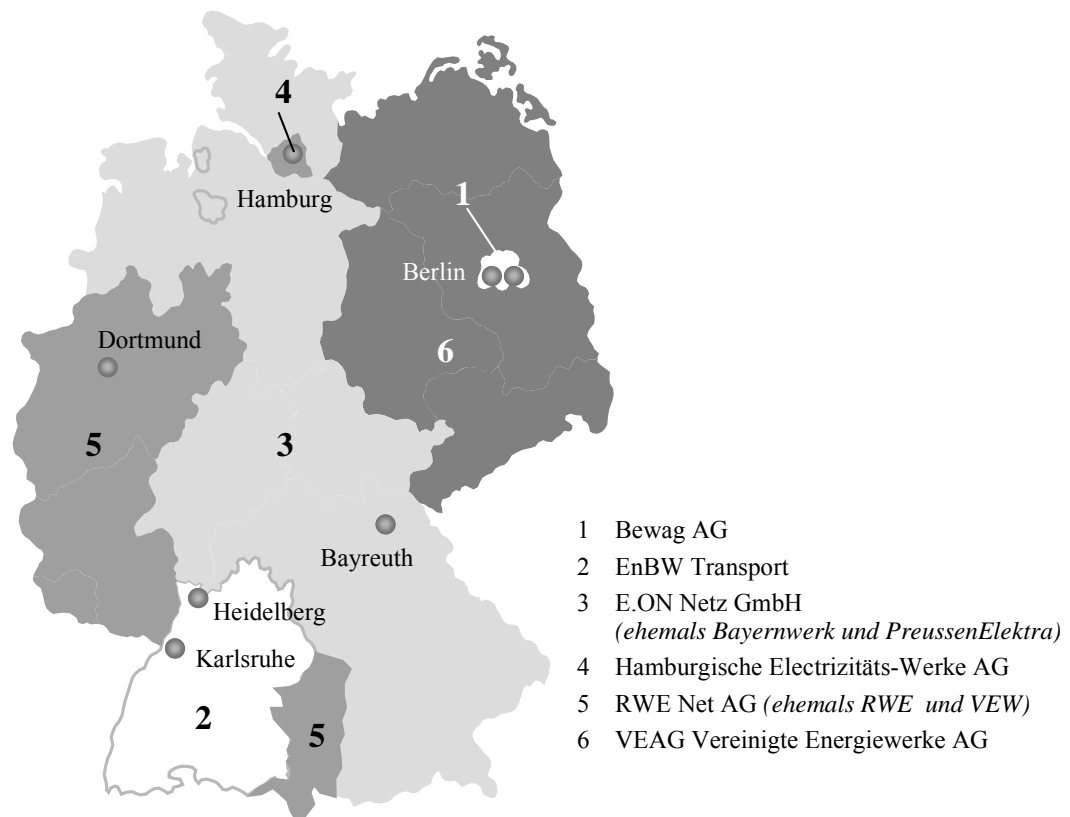 4
Hamburg
1
Berlin
Dortmund
6
5
3
Bayreuth
Heidelberg
Karlsruhe
2
5
1 Bewag AG
2 EnBW Transport
3 E.ON Netz GmbH
(ehemals Bayernwerk und PreussenElektra)
4 Hamburgische Electrizitäts-Werke AG
5 RWE Net AG (ehemals RWE und VEW)
6 VEAG Vereinigte Energiewerke AG